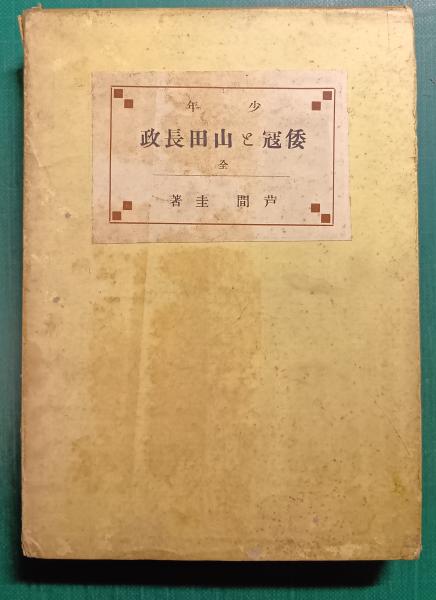 少年
倭寇と山田長政
全
芦間圭著